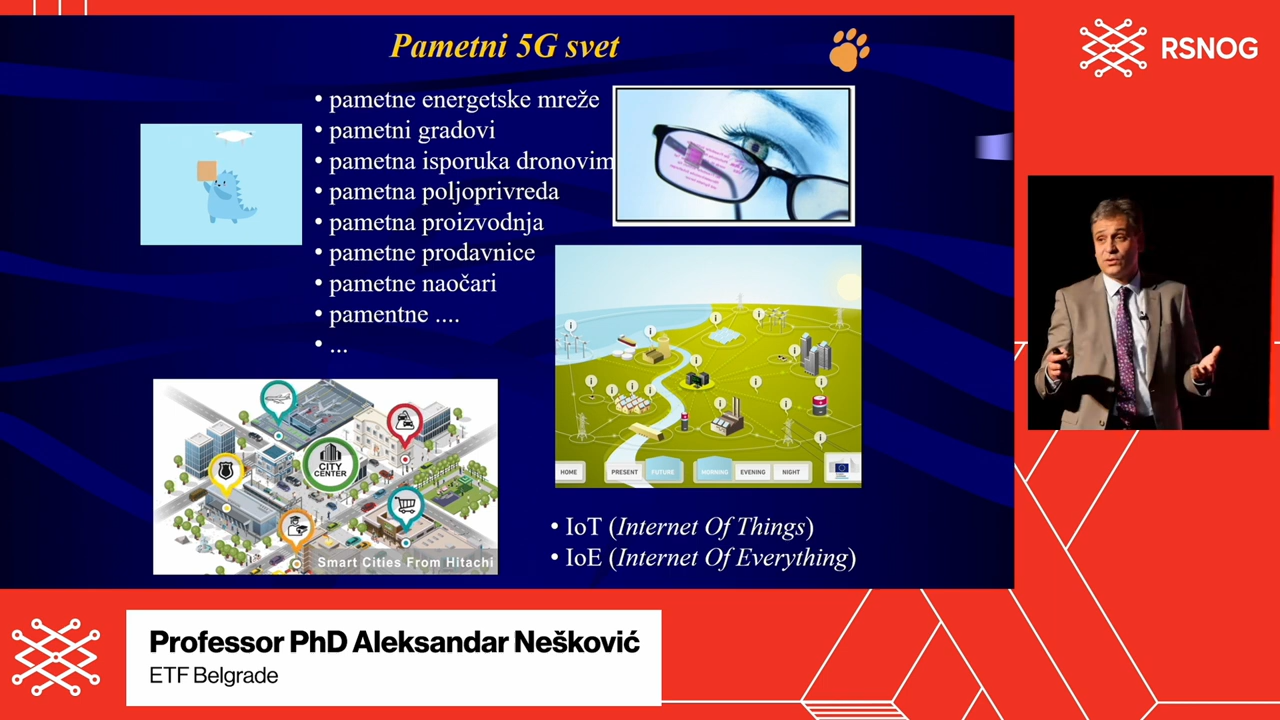 Pametni 5G svet
RSNOG
• pametne energetske mreže
• pametni gradovi
• pametna isporuka dronovim
• pametna poljoprivreda
• pametna proizvodnja
• pametne prodavnice
• pametne naočari
• pamentne ....
• ...
CITY
CENTER
Smart Cities From Hitachi
HOME
PRESENT
FUTURE
MORNING
EVENING
NIGHT
• IoT (Internet Of Things)
• IoE (Internet Of Everything)
Professor PhD Aleksandar Nešković
ETF Belgrade